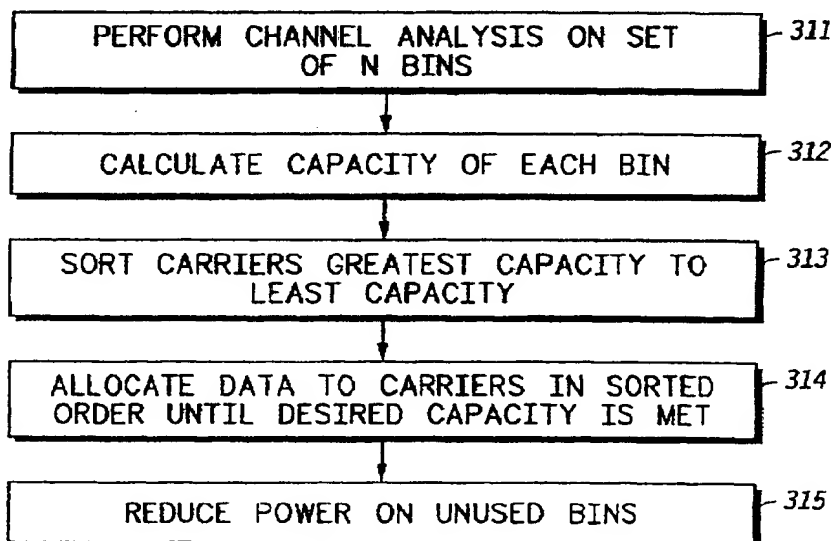 PERFORM CHANNEL ANALYSIS ON SET
OF N BINS
311
CALCULATE CAPACITY OF EACH BIN
312
SORT CARRIERS GREATEST CAPACITY TO
LEAST CAPACITY
313
ALLOCATE DATA TO CARRIERS IN SORTED
ORDER UNTIL DESIRED CAPACITY IS MET
314
REDUCE POWER ON UNUSED BINS
315